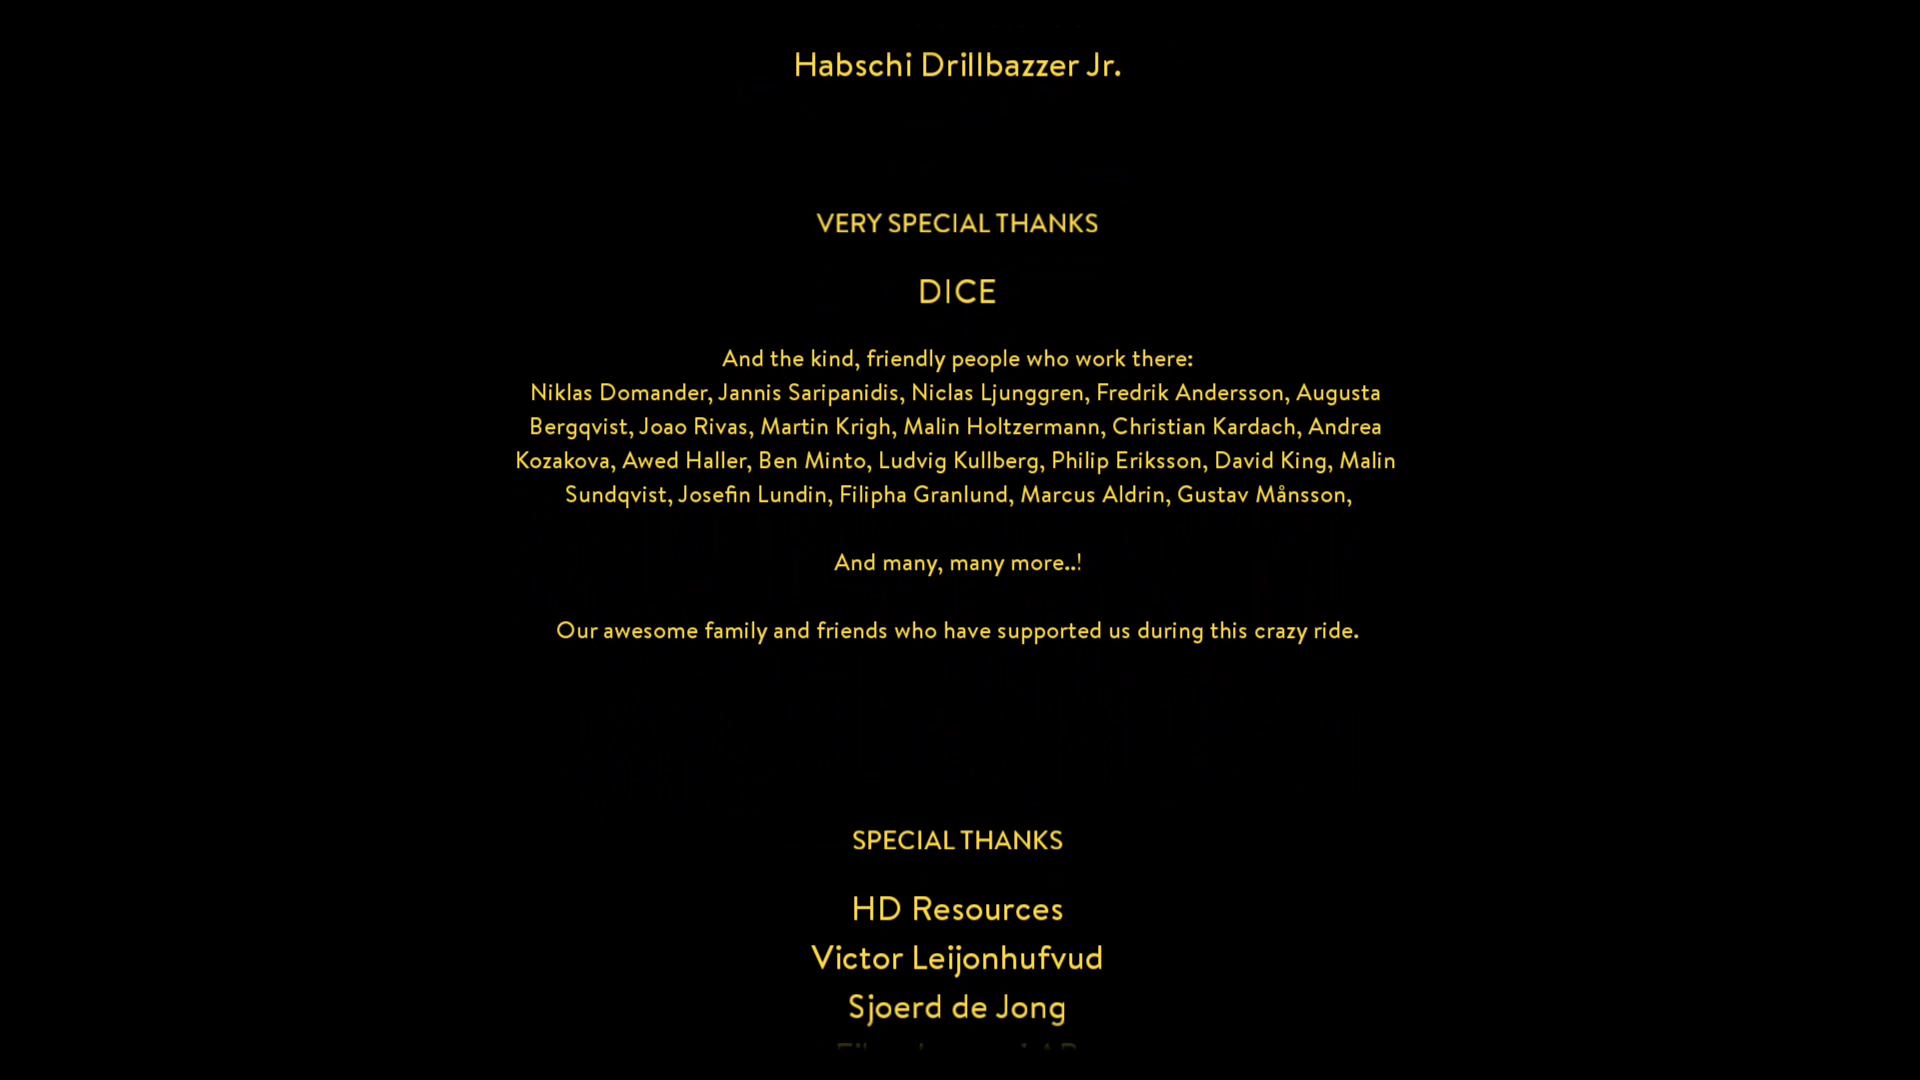 Habschi Drillbazzer Jr.
VERY SPECIAL THANKS
DICE
And the kind, friendly people who work there:
Niklas Domander, Jannis Saripanidis, Niclas Ljunggren, Fredrik Andersson, Augusta
Bergqvist, Joao Rivas, Martin Krigh, Malin Holtzermann, Christian Kardach, Andrea
Kozakova, Awed Haller, Ben Minto, Ludvig Kullberg, Philip Eriksson, David King, Malin
Sundqvist, Josefin Lundin, Filipha Granlund, Marcus Aldrin, Gustav Månsson,
And many, many more..!
Our awesome family and friends who have supported us during this crazy ride.
SPECIAL THANKS
HD Resources
Victor Leijonhufvud
Sjoerd de Jong